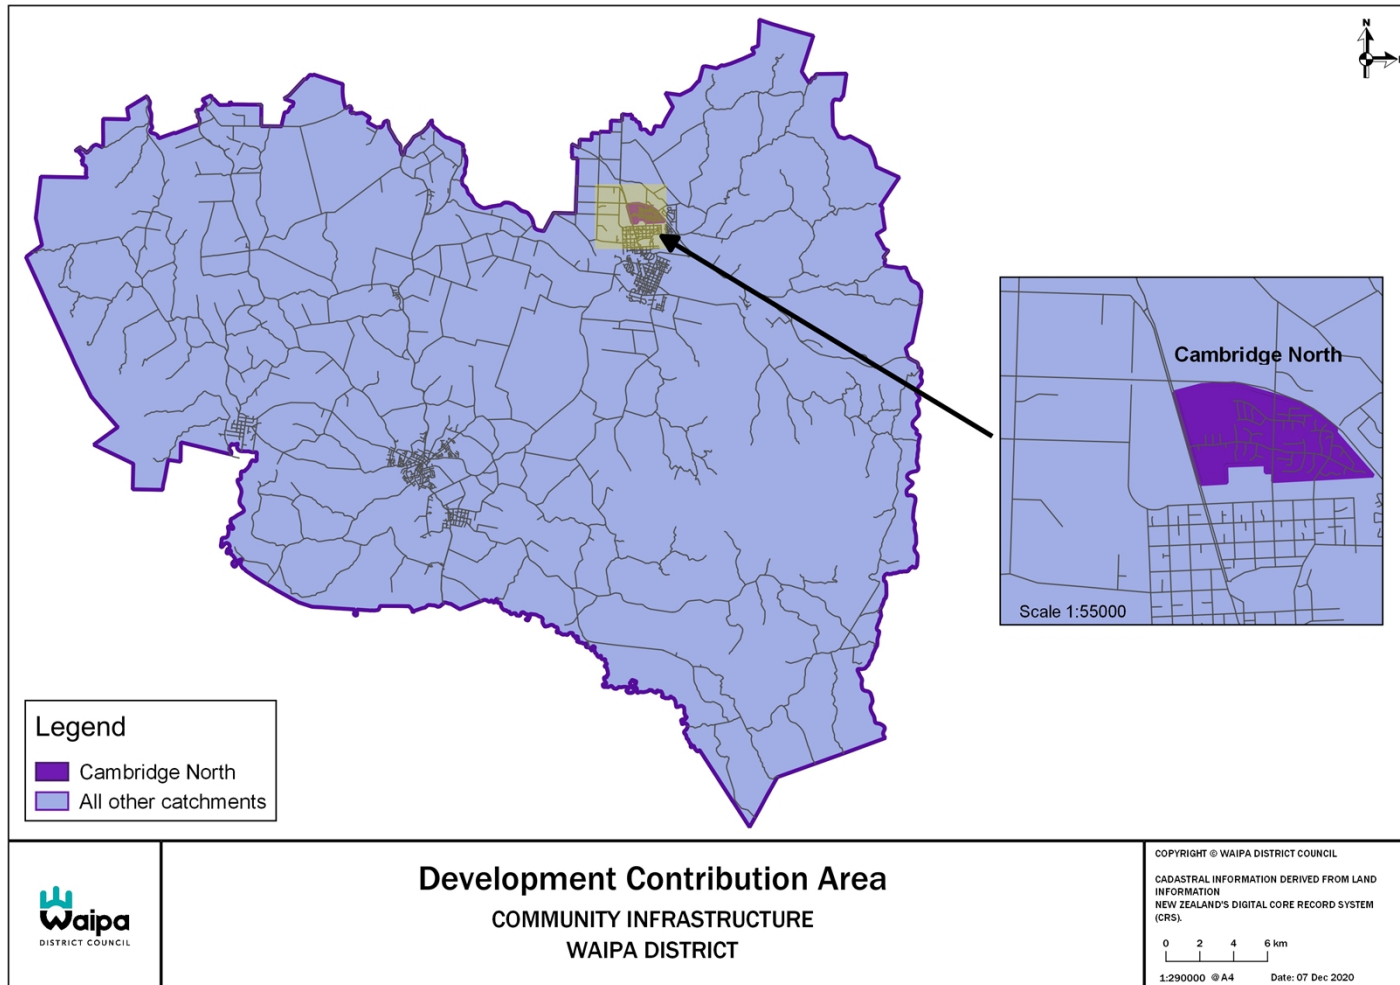 N
Cambridge North
Scale 1:55000
Legend
Cambridge North
All other catchments
Waipa
DISTRICT COUNCIL
Development Contribution Area
COMMUNITY INFRASTRUCTURE
WAIPA DISTRICT
COPYRIGHT © WAIPA DISTRICT COUNCIL
CADASTRAL INFORMATION DERIVED FROM LAND
INFORMATION
NEW ZEALAND'S DIGITAL CORE RECORD SYSTEM
(CRS).
0 2 4 6 km
1:290000 @ A4 Date: 07 Dec 2020